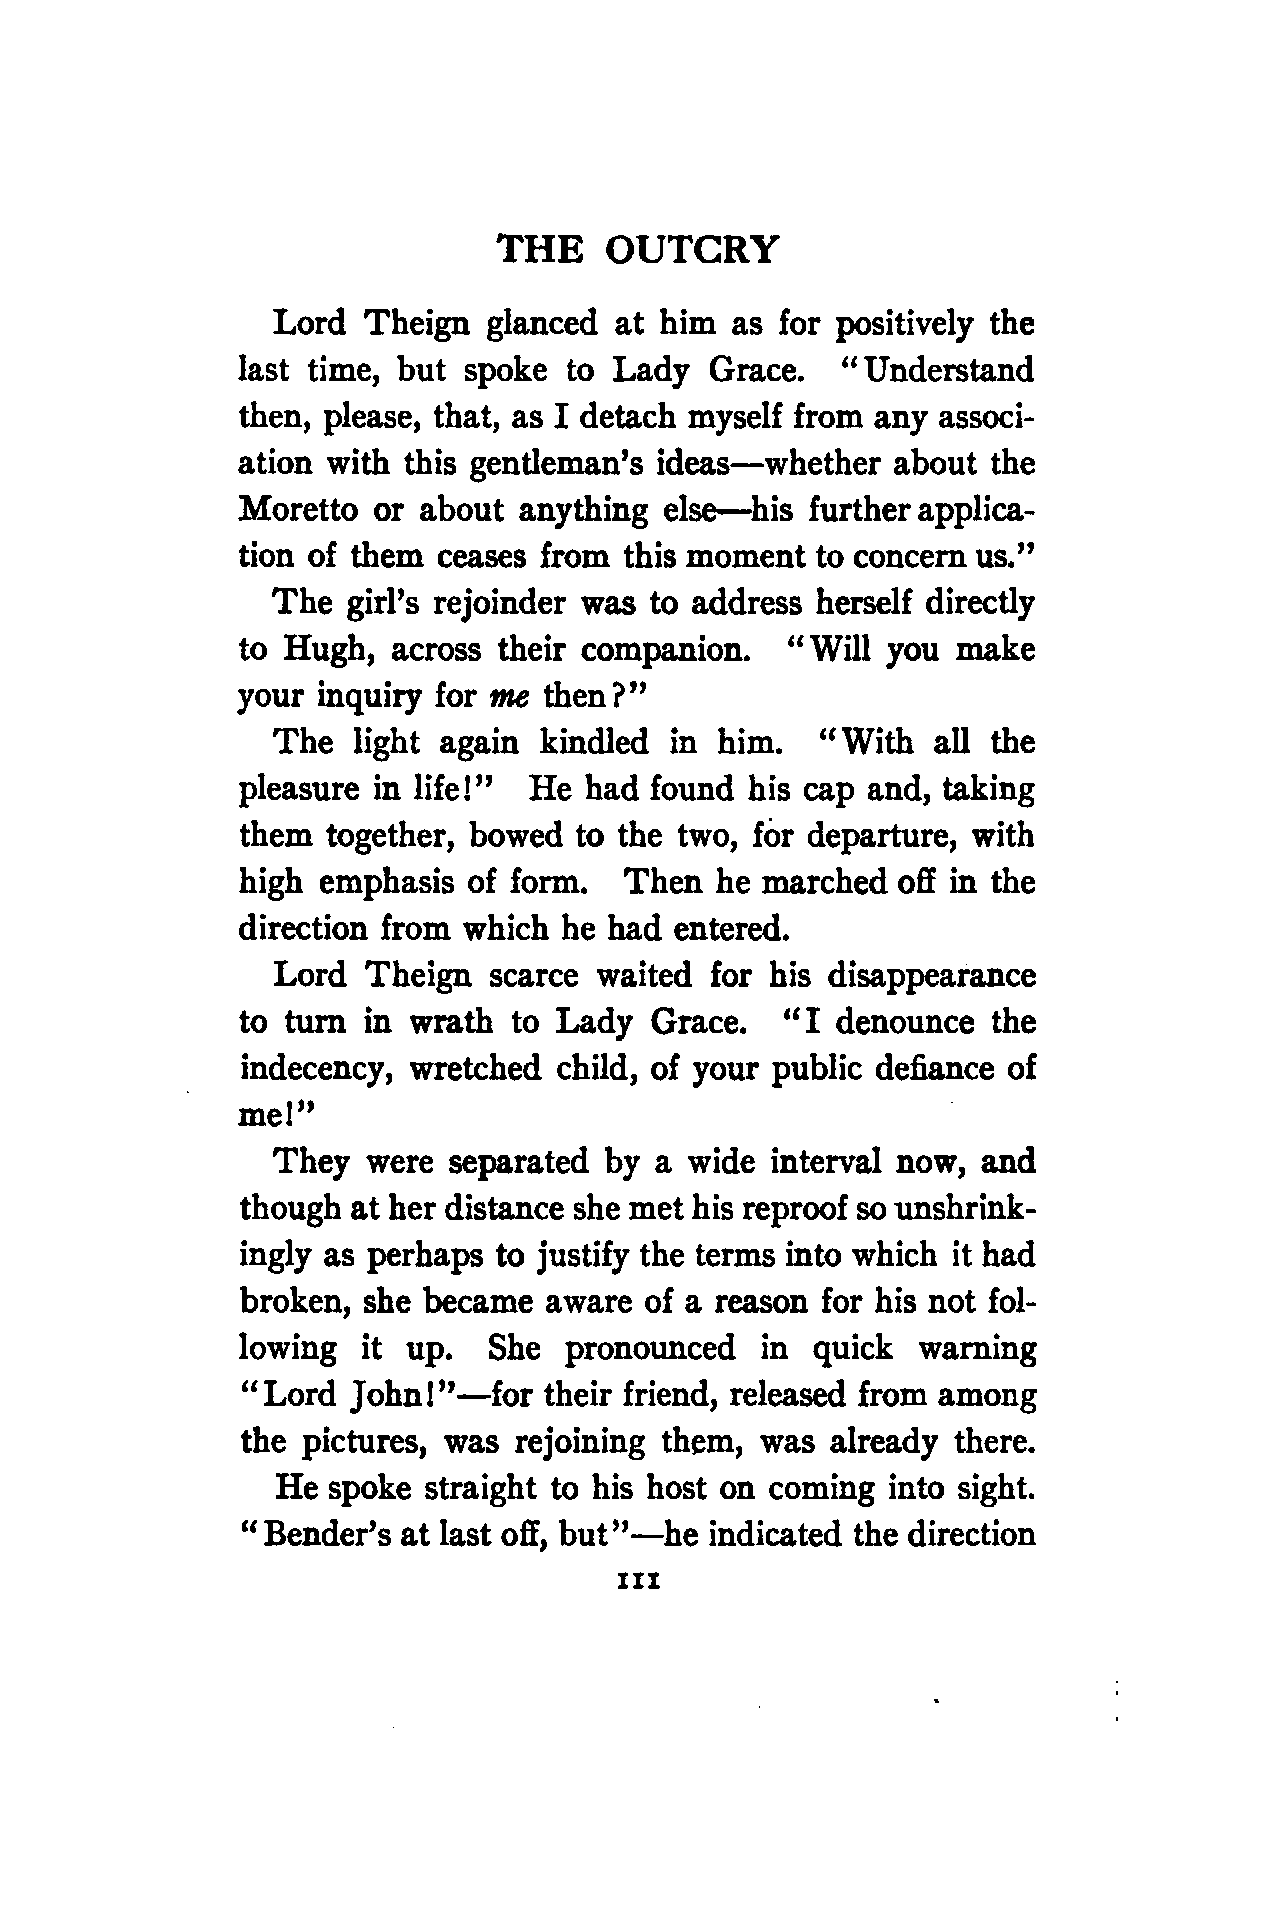 THE OUTCRY
Lord Theign glanced at him as for positively the
last time, but spoke to Lady Grace. “Understand
then, please, that, as I detach myself from any associ-
ation with this gentleman’s ideas—whether about the
Moretto or about anything else—his further applica-
tion of them ceases from this moment to concern us.”
The girl’s rejoinder was to address herself directly
to Hugh, across their companion. “Will you make
your inquiry for me then?”
The light again kindled in him. “With all the
pleasure in life!” He had found his cap and, taking
them together, bowed to the two, for departure, with
high emphasis of form. Then he marched off in the
direction from which he had entered.
Lord Theign scarce waited for his disappearance
to turn in wrath to Lady Grace. “I denounce the
indecency, wretched child, of your public defiance of
me!”
They were separated by a wide interval now, and
though at her distance she met his reproof so unshrink-
ingly as perhaps to justify the terms into which it had
broken, she became aware of a reason for his not fol-
lowing it up. She pronounced in quick warning
“Lord John!”—for their friend, released from among
the pictures, was rejoining them, was already there.
He spoke straight to his host on coming into sight.
“Bender’s at last off, but”—he indicated the direction
111